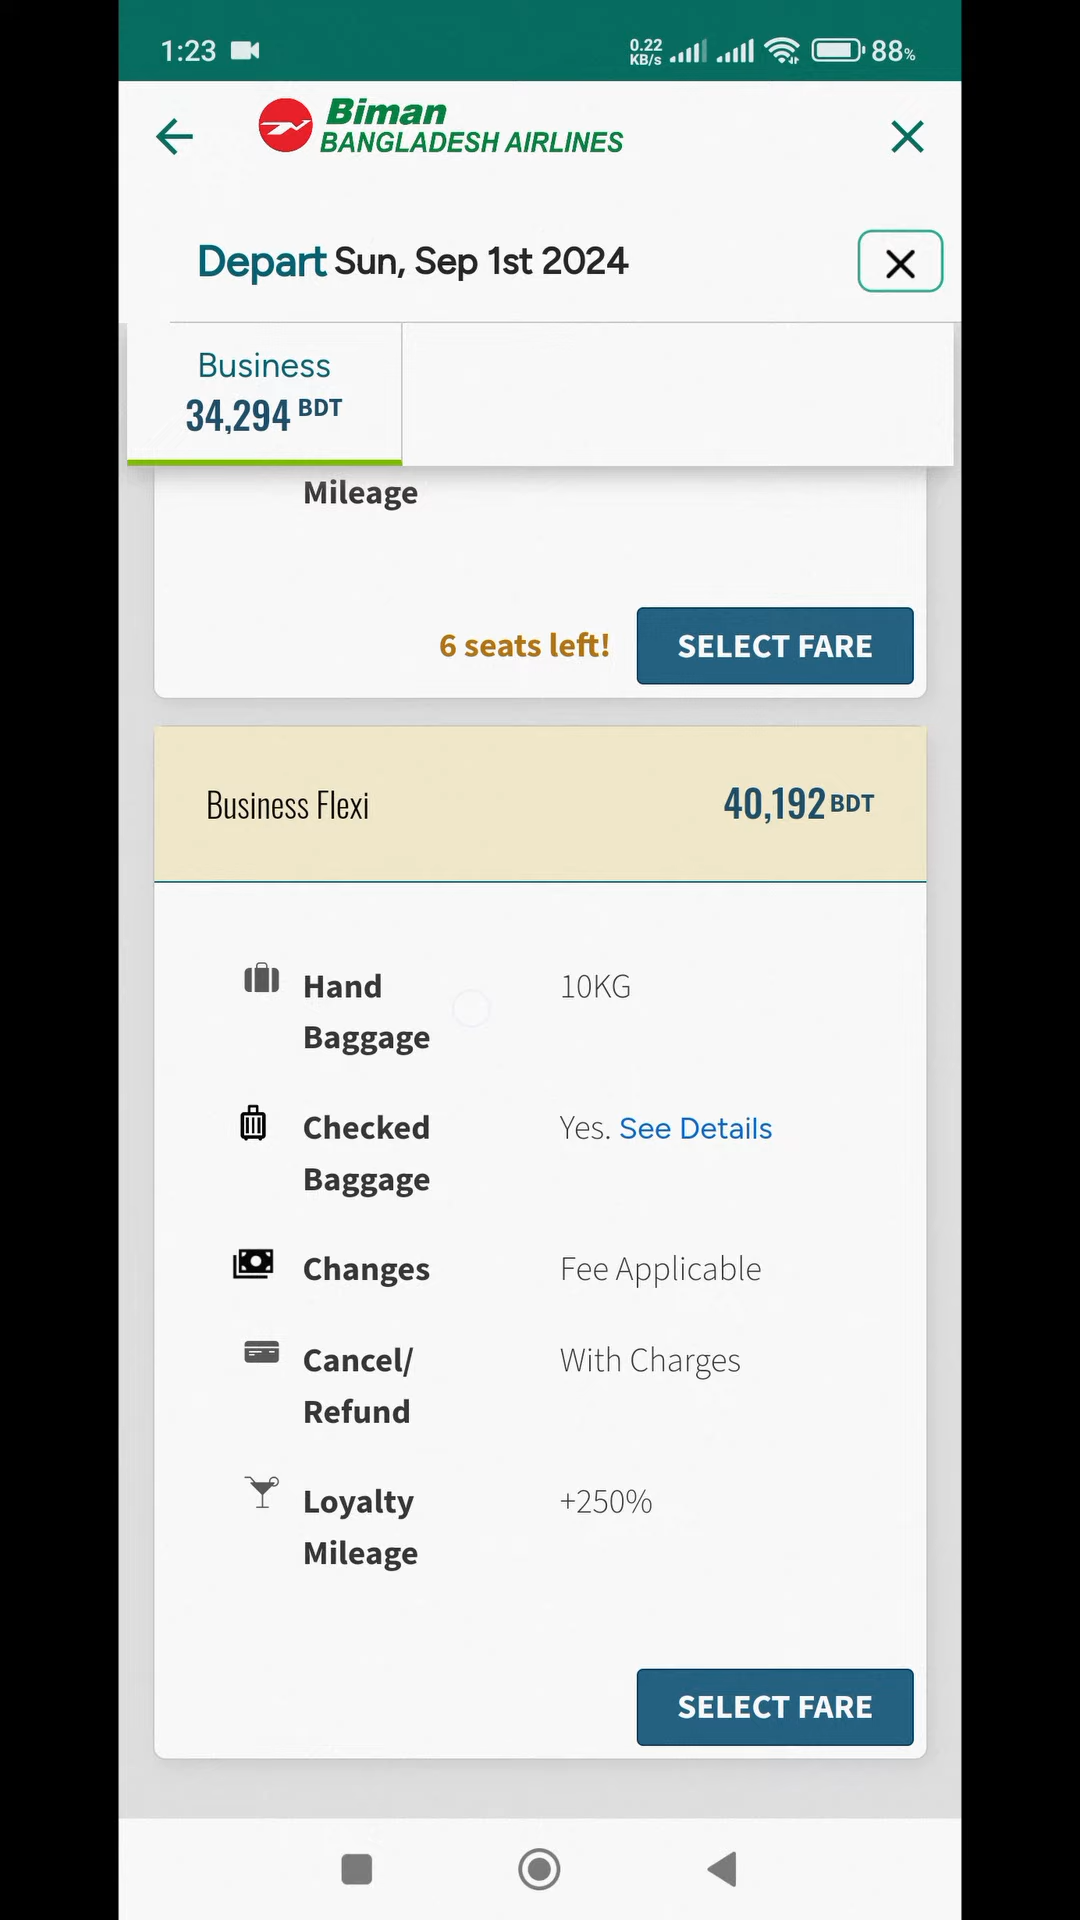 1:23
0.22
KB/s
88%
Biman
BANGLADESH AIRLINES
Depart Sun, Sep 1st 2024
Business
34,294 BDT
Mileage
6 seats left!
SELECT FARE
Business Flexi
40,192 BDT
Hand
Baggage
10KG
Checked
Baggage
Yes. See Details
Changes
Fee Applicable
Cancel/
Refund
With Charges
Loyalty
Mileage
+250%
SELECT FARE